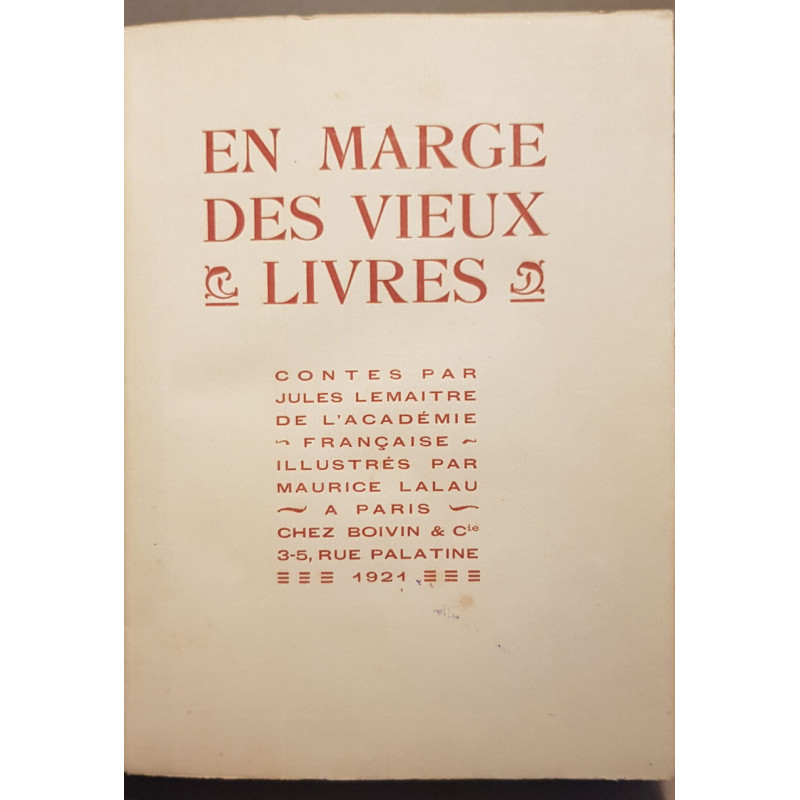 EN MARGE
DES VIEUX
LIVRES
CONTES PAR
JULES LEMAITRE
DE L'ACADÉMIE
~ FRANÇAISE ~
ILLUSTRÉS PAR
MAURICE LALAU
~ A PARIS ~
CHEZ BOIVIN & Cie
3-5, RUE PALATINE
1921